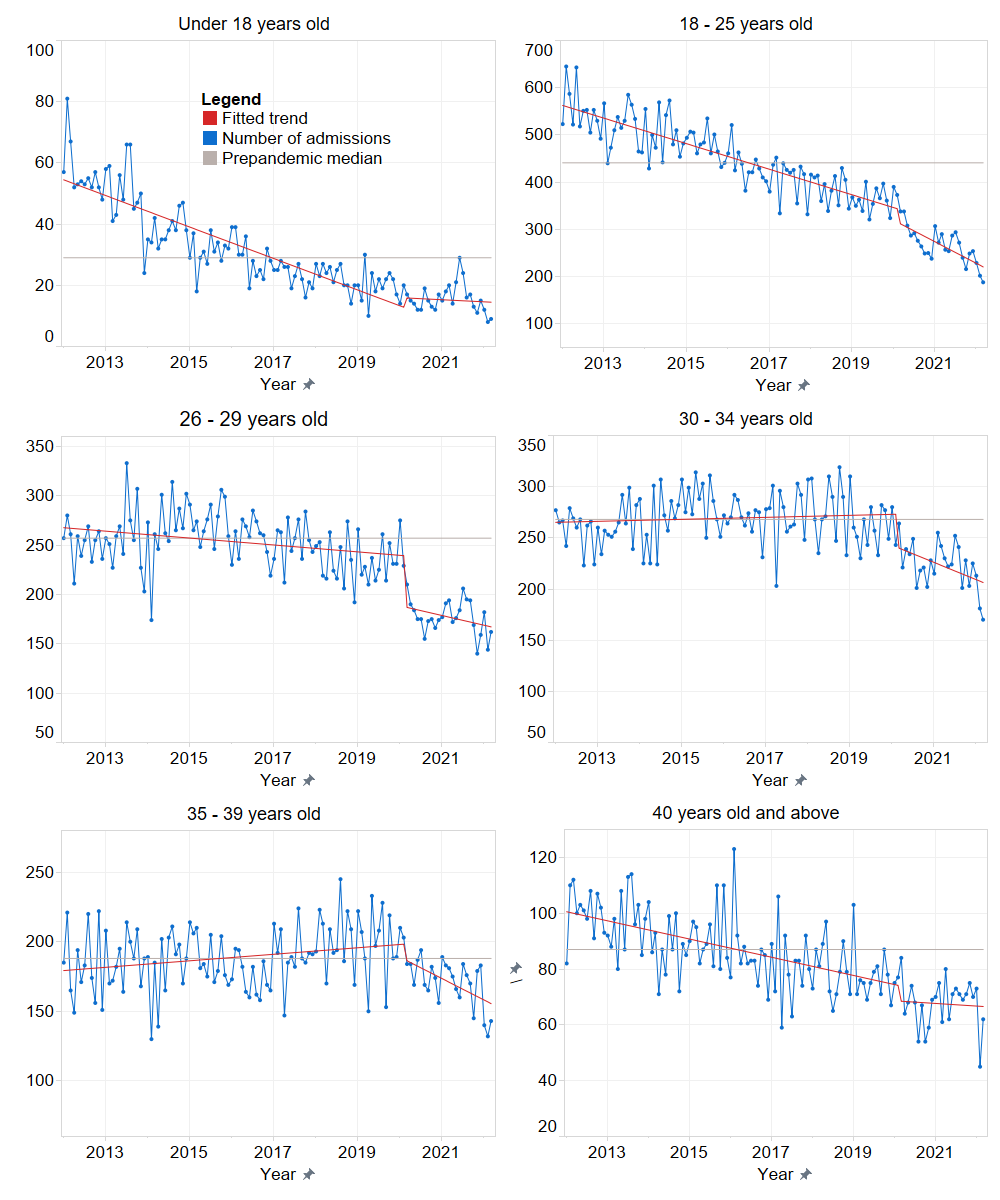 Under 18 years old
100
80
60
40
20
0
Legend
Fitted trend
Number of admissions
Prepandemic median
2013 2015 2017 2019 2021
Year
18 - 25 years old
700
600
500
400
300
200
100
2013 2015 2017 2019 2021
Year
26 - 29 years old
350
300
250
200
150
100
50
2013 2015 2017 2019 2021
Year
30 - 34 years old
350
300
250
200
150
100
50
2013 2015 2017 2019 2021
Year
35 - 39 years old
250
200
150
100
2013 2015 2017 2019 2021
Year
40 years old and above
120
100
80
60
40
20
2013 2015 2017 2019 2021
Year